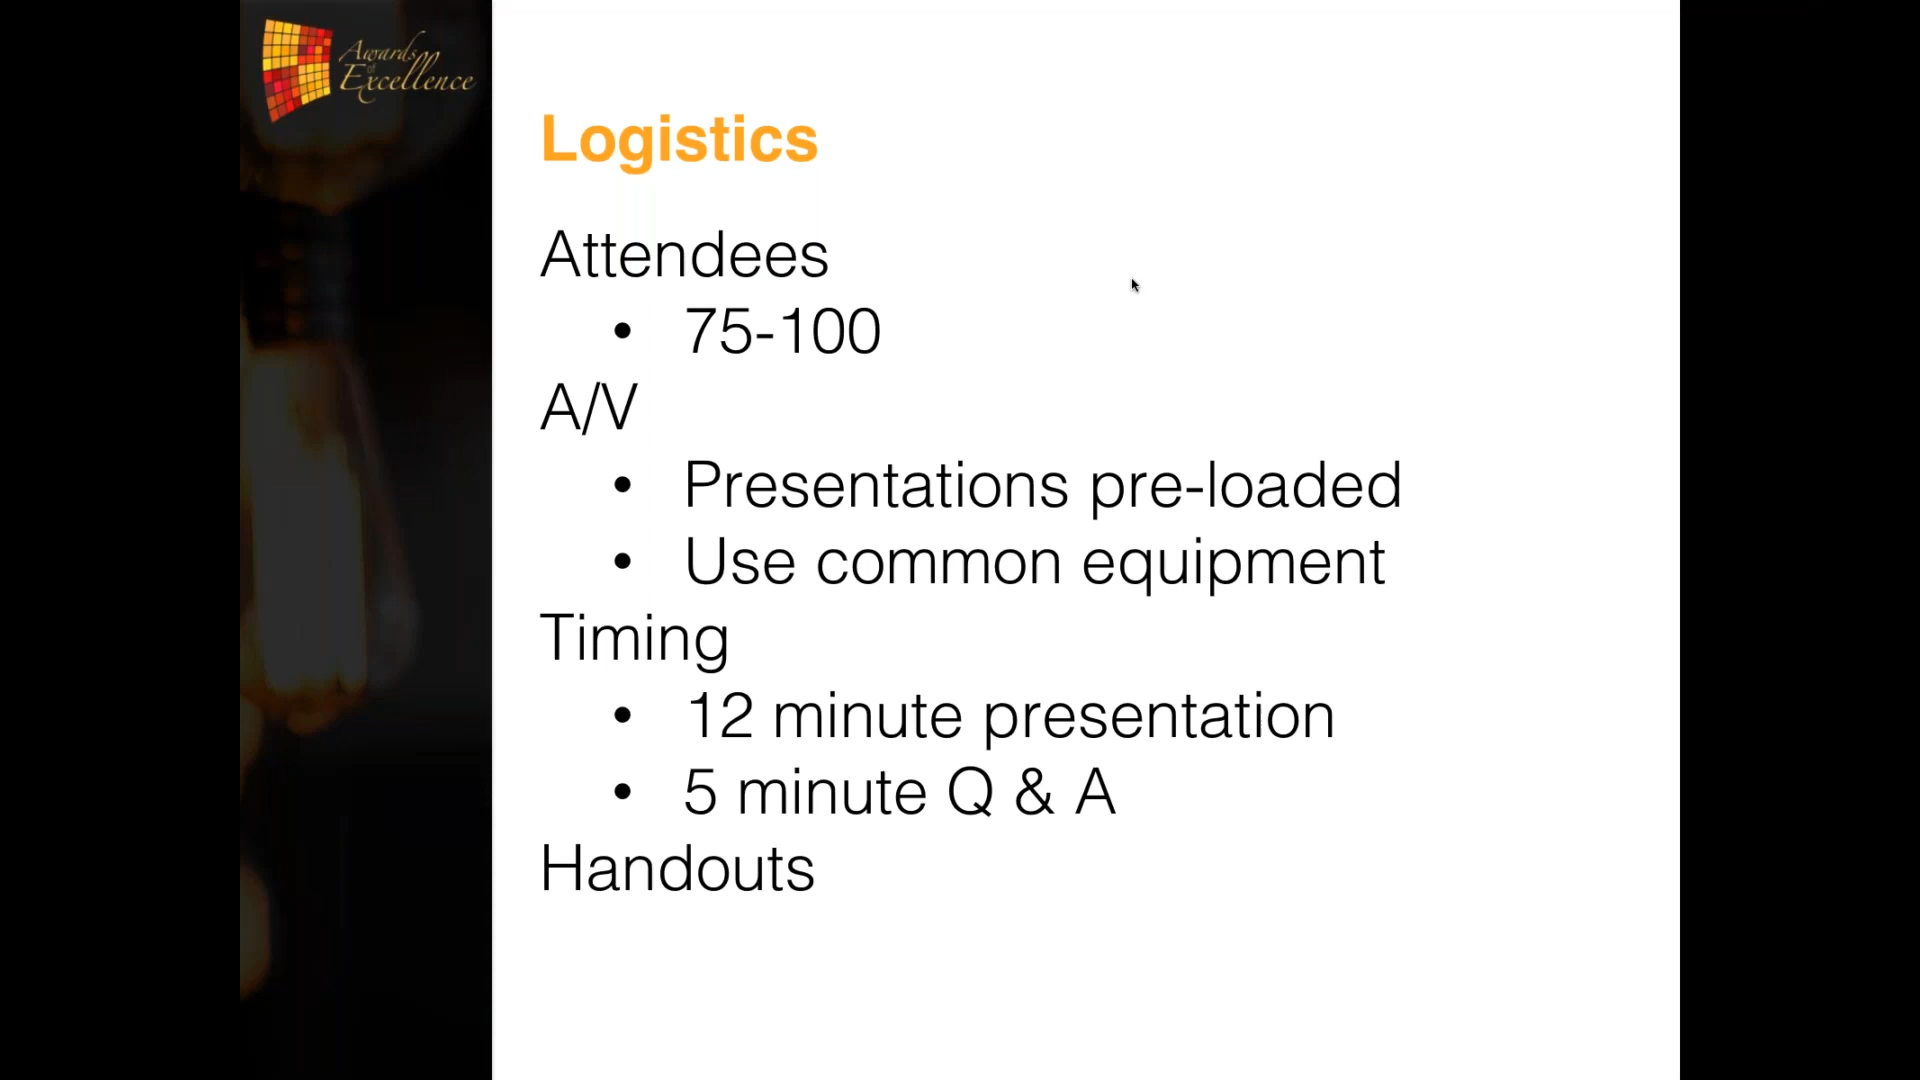 Awards
of
Excellence
Logistics
Attendees
• 75-100
A/V
• Presentations pre-loaded
• Use common equipment
Timing
• 12 minute presentation
• 5 minute Q & A
Handouts